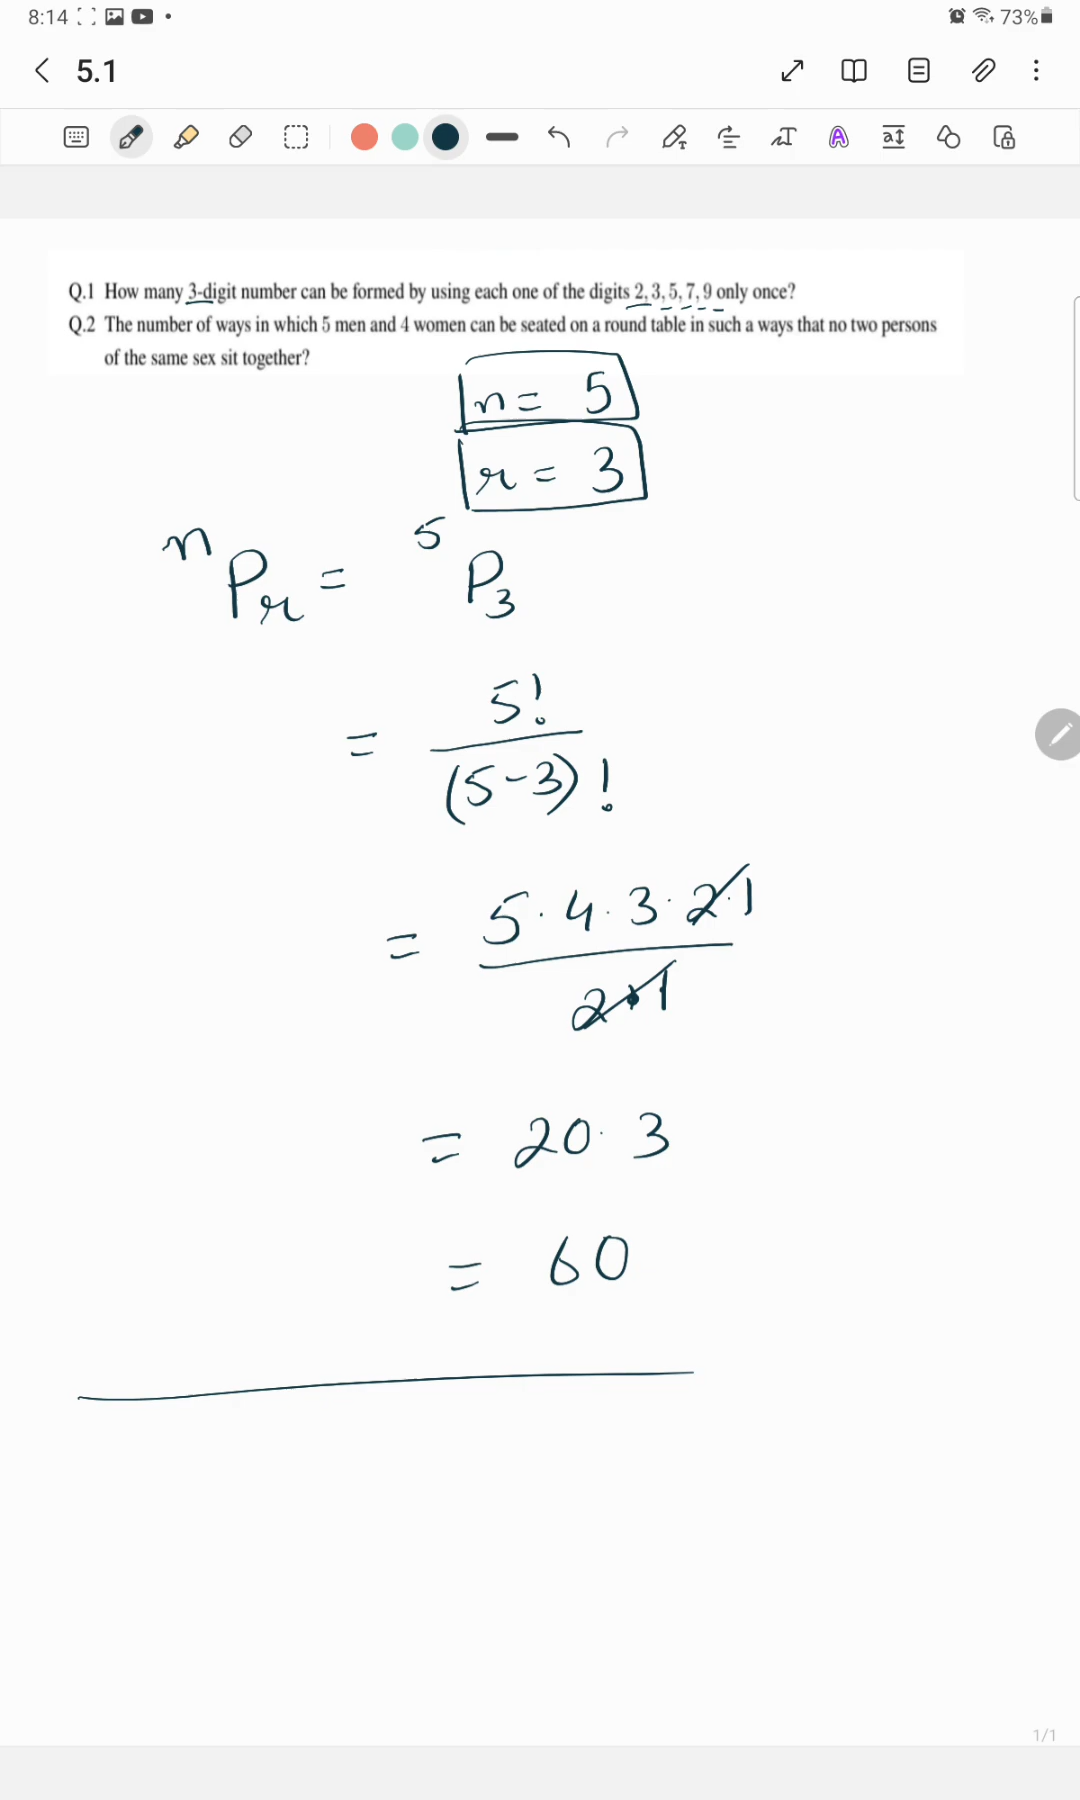 8:14 73%
5.1
Q.1 How many 3-digit number can be formed by using each one of the digits 2, 3, 5, 7, 9 only once?
Q.2 The number of ways in which 5 men and 4 women can be seated on a round table in such a ways that no two persons
of the same sex sit together?
n = 5
r = 3
nPr = 5P3
= 5!
(5-3)!
= 5.4.3.2.1
2.1
= 20.3
= 60
1/1